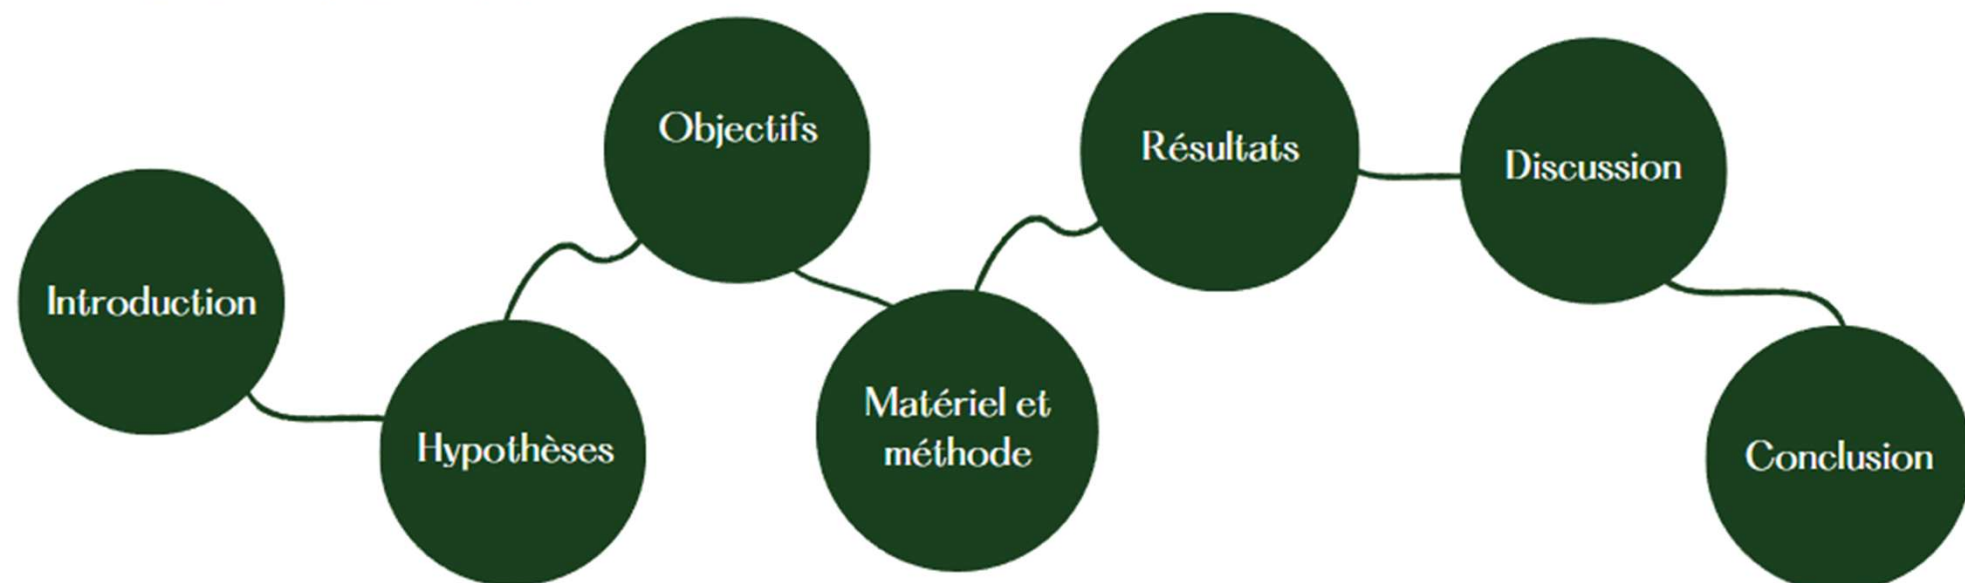 Introduction
Hypothèses
Objectifs
Matériel et
méthode
Résultats
Discussion
Conclusion